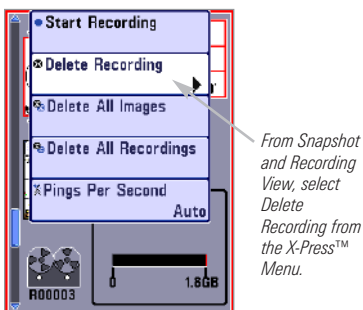 Start Recording
Delete Recording
Delete All Images
Delete All Recordings
Pings Per Second
Auto
0 1.8GB
R00003
From Snapshot
and Recording
View, select
Delete
Recording from
the X-Press™
Menu.